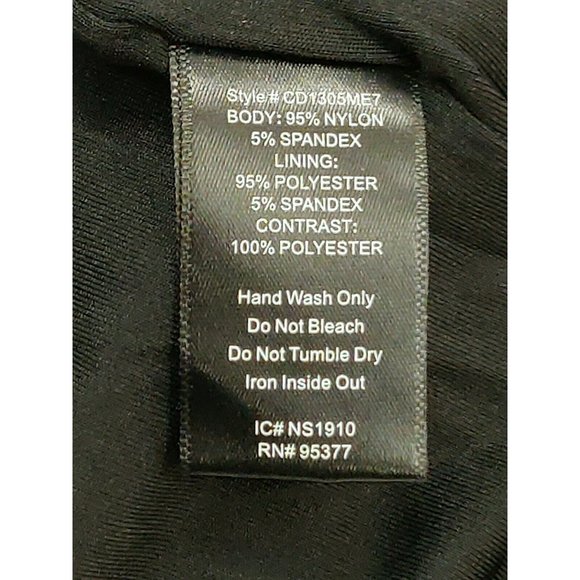 Style# CD1305ME7
BODY: 95% NYLON
5% SPANDEX
LINING:
95% POLYESTER
5% SPANDEX
CONTRAST:
100% POLYESTER
Hand Wash Only
Do Not Bleach
Do Not Tumble Dry
Iron Inside Out
IC# NS1910
RN# 95377